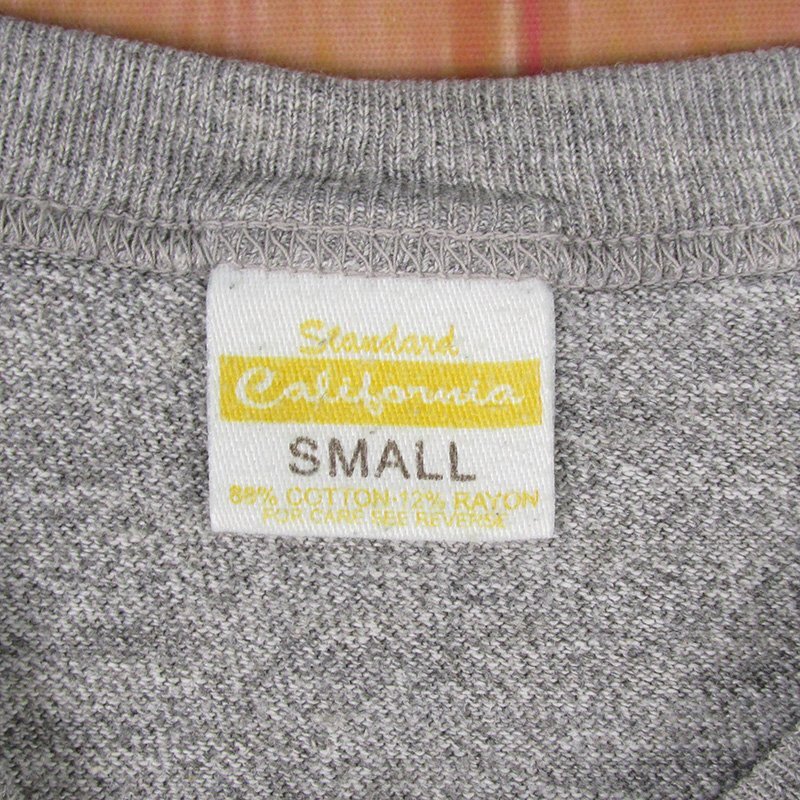 Standard
California
SMALL
88% COTTON·12% RAYON
FOR CARE SEE REVERSE